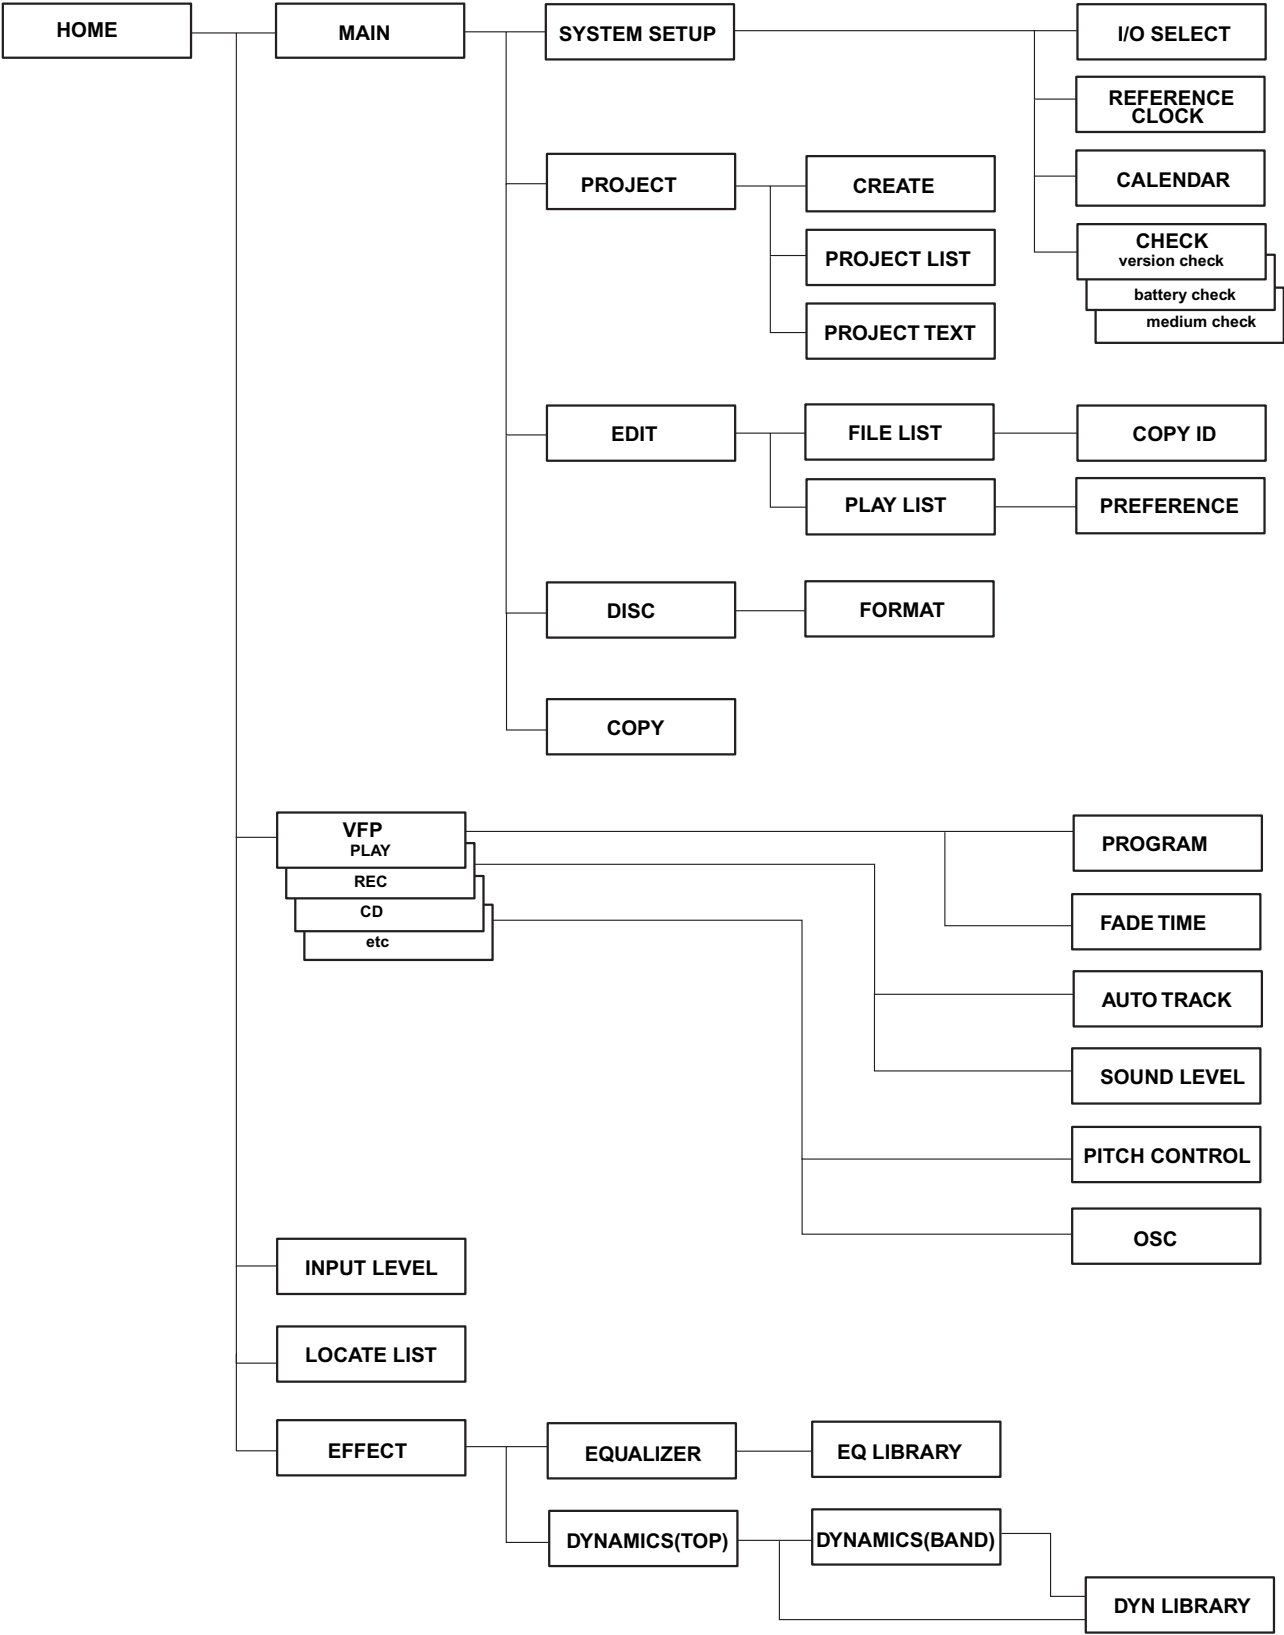 HOME
MAIN
SYSTEM SETUP
I/O SELECT
REFERENCE
CLOCK
CALENDAR
CHECK
version check
battery check
medium check
PROJECT
CREATE
PROJECT LIST
PROJECT TEXT
EDIT
FILE LIST
COPY ID
PLAY LIST
PREFERENCE
DISC
FORMAT
COPY
VFP
PLAY
REC
CD
etc
PROGRAM
FADE TIME
AUTO TRACK
SOUND LEVEL
PITCH CONTROL
OSC
INPUT LEVEL
LOCATE LIST
EFFECT
EQUALIZER
EQ LIBRARY
DYNAMICS(TOP)
DYNAMICS(BAND)
DYN LIBRARY